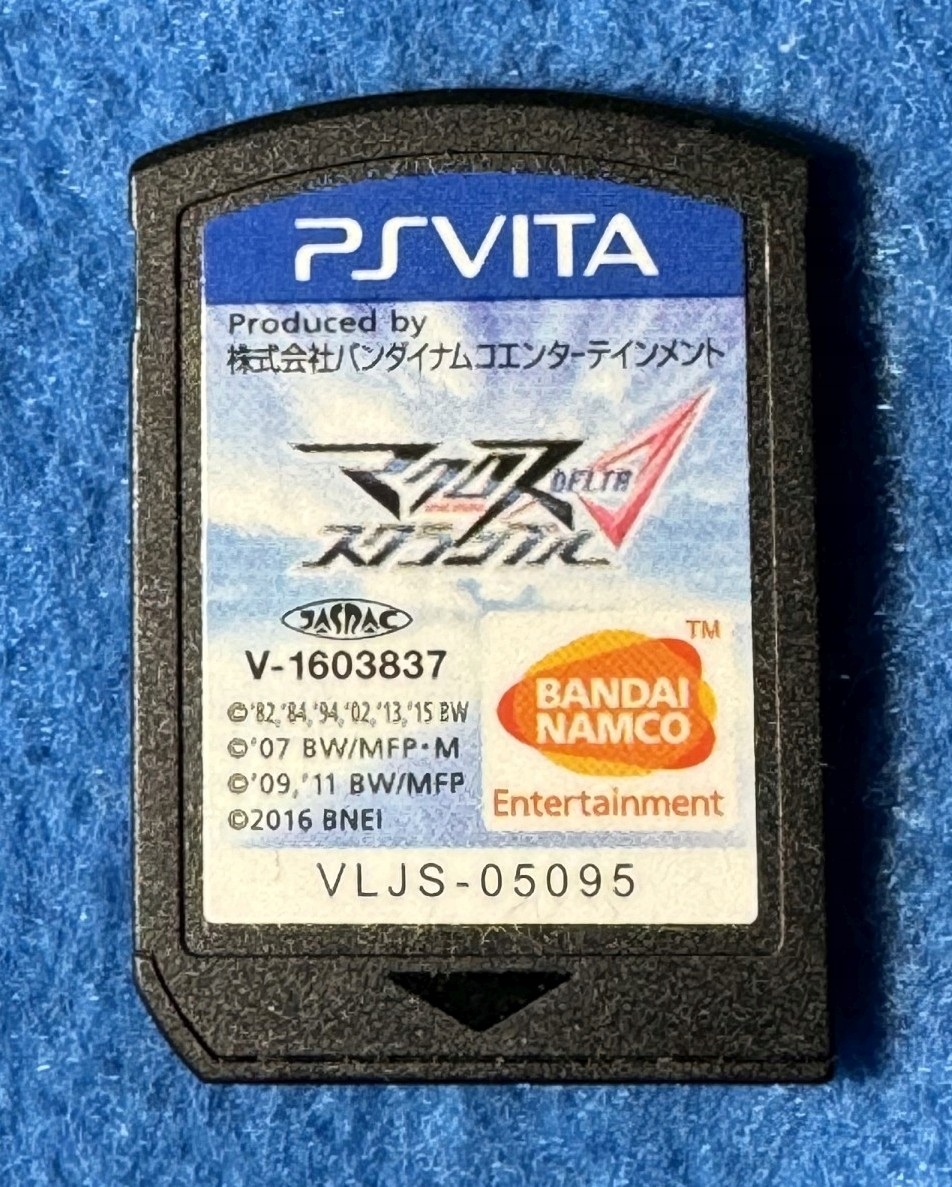 PSVITA
Produced by
株式会社バンダイナムコエンターテインメント
マクロス DELTA
スクランブル
JASRAC
V-1603837
©'82,'84,'94,'02,'13,'15 BW
©'07 BW/MFP・M
©'09,'11 BW/MFP
©2016 BNEI
TM
BANDAI
NAMCO
Entertainment
VLJS-05095